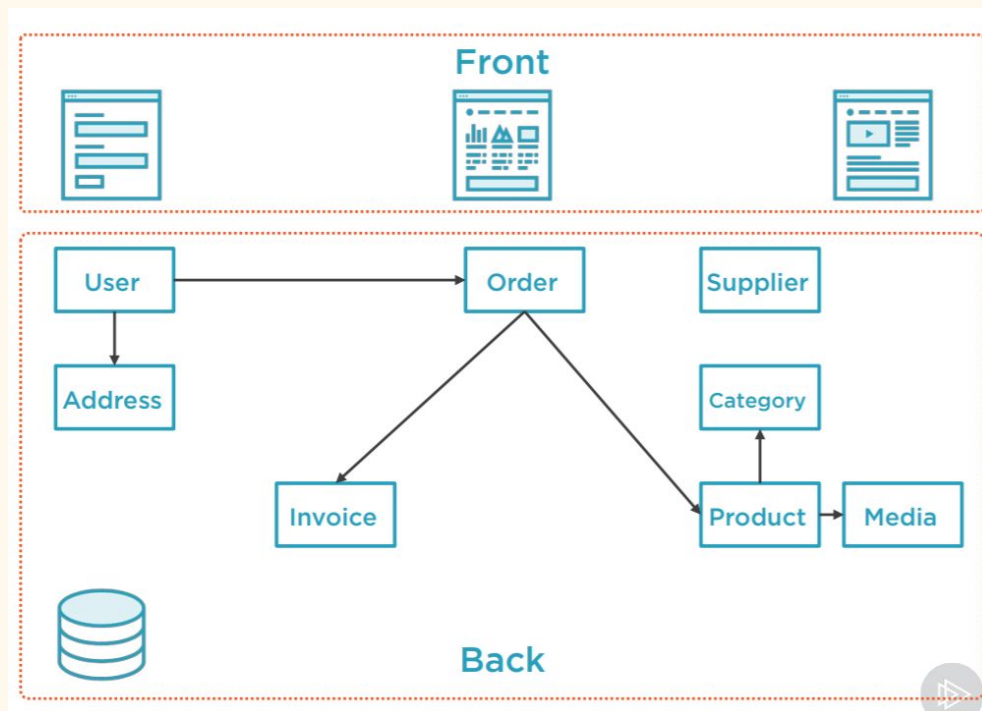 Front
User
Order
Supplier
Address
Category
Invoice
Product
Media
Back